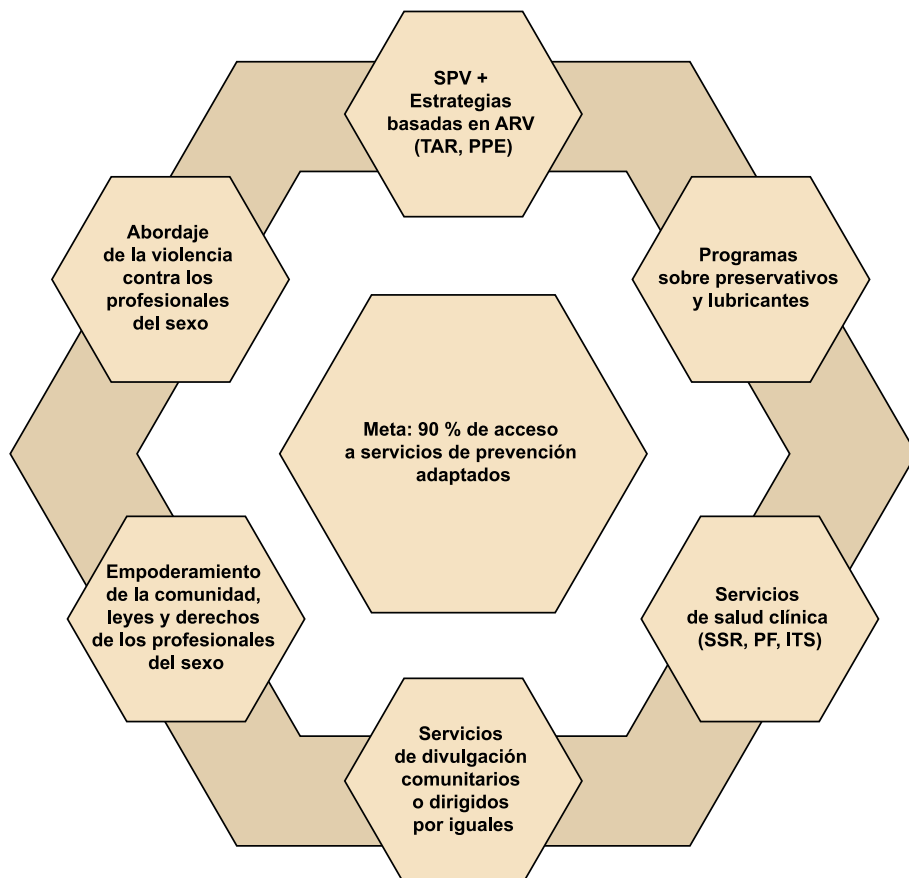 SPV +
Estrategias
basadas en ARV
(TAR, PPE)
Abordaje
de la violencia
contra los
profesionales
del sexo
Programas
sobre preservativos
y lubricantes
Meta: 90 % de acceso
a servicios de prevención
adaptados
Empoderamiento
de la comunidad,
leyes y derechos
de los profesionales
del sexo
Servicios
de salud clínica
(SSR, PF, ITS)
Servicios
de divulgación
comunitarios
o dirigidos
por iguales